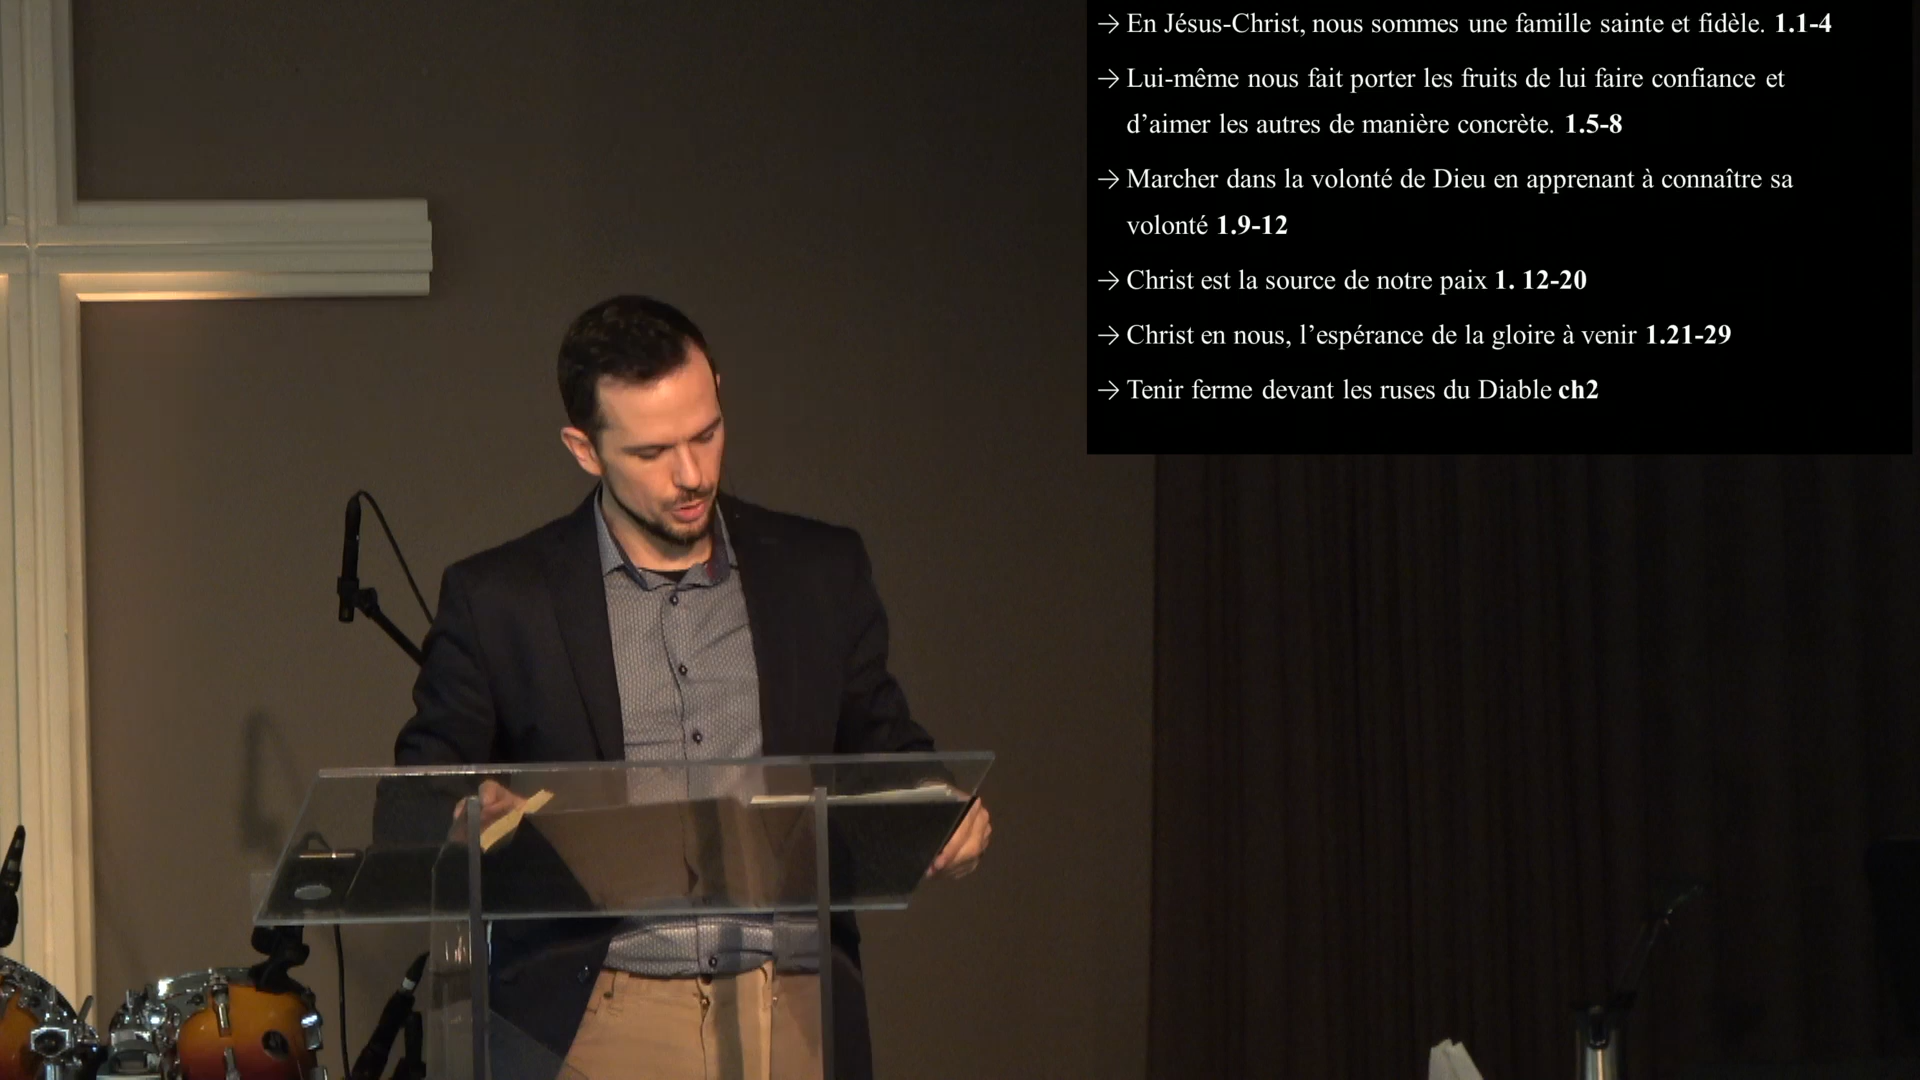 → En Jésus-Christ, nous sommes une famille sainte et fidèle. 1.1-4
→ Lui-même nous fait porter les fruits de lui faire confiance et
d’aimer les autres de manière concrète. 1.5-8
→ Marcher dans la volonté de Dieu en apprenant à connaître sa
volonté 1.9-12
→ Christ est la source de notre paix 1. 12-20
→ Christ en nous, l’espérance de la gloire à venir 1.21-29
→ Tenir ferme devant les ruses du Diable ch2